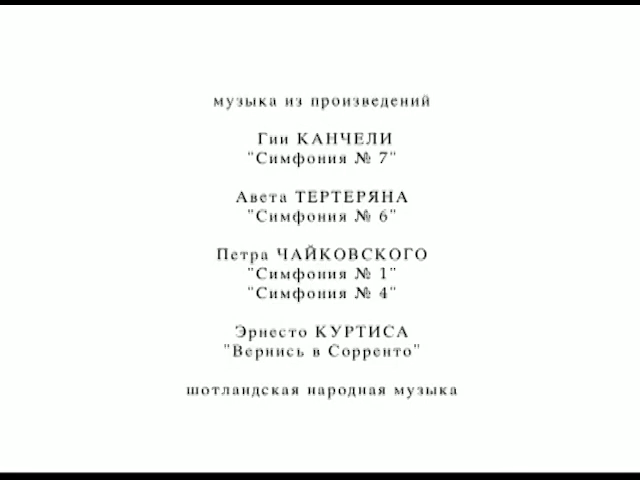 музыка из произведений
Гии КАНЧЕЛИ
"Симфония № 7"
Авета ТЕРТЕРЯНА
"Симфония № 6"
Петра ЧАЙКОВСКОГО
"Симфония № 1"
"Симфония № 4"
Эрнесто КУРТИСА
"Вернись в Сорренто"
шотландская народная музыка